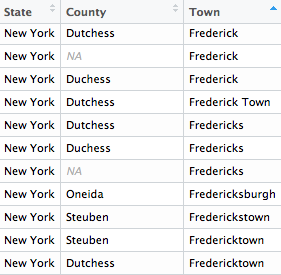 State County Town
New York Dutchess Frederick
New York NA Frederick
New York Duchess Frederick
New York Dutchess Frederick Town
New York Dutchess Fredericks
New York Duchess Fredericks
New York NA Fredericks
New York Oneida Fredericksburgh
New York Steuben Frederickstown
New York Steuben Fredericktown
New York Dutchess Fredericktown